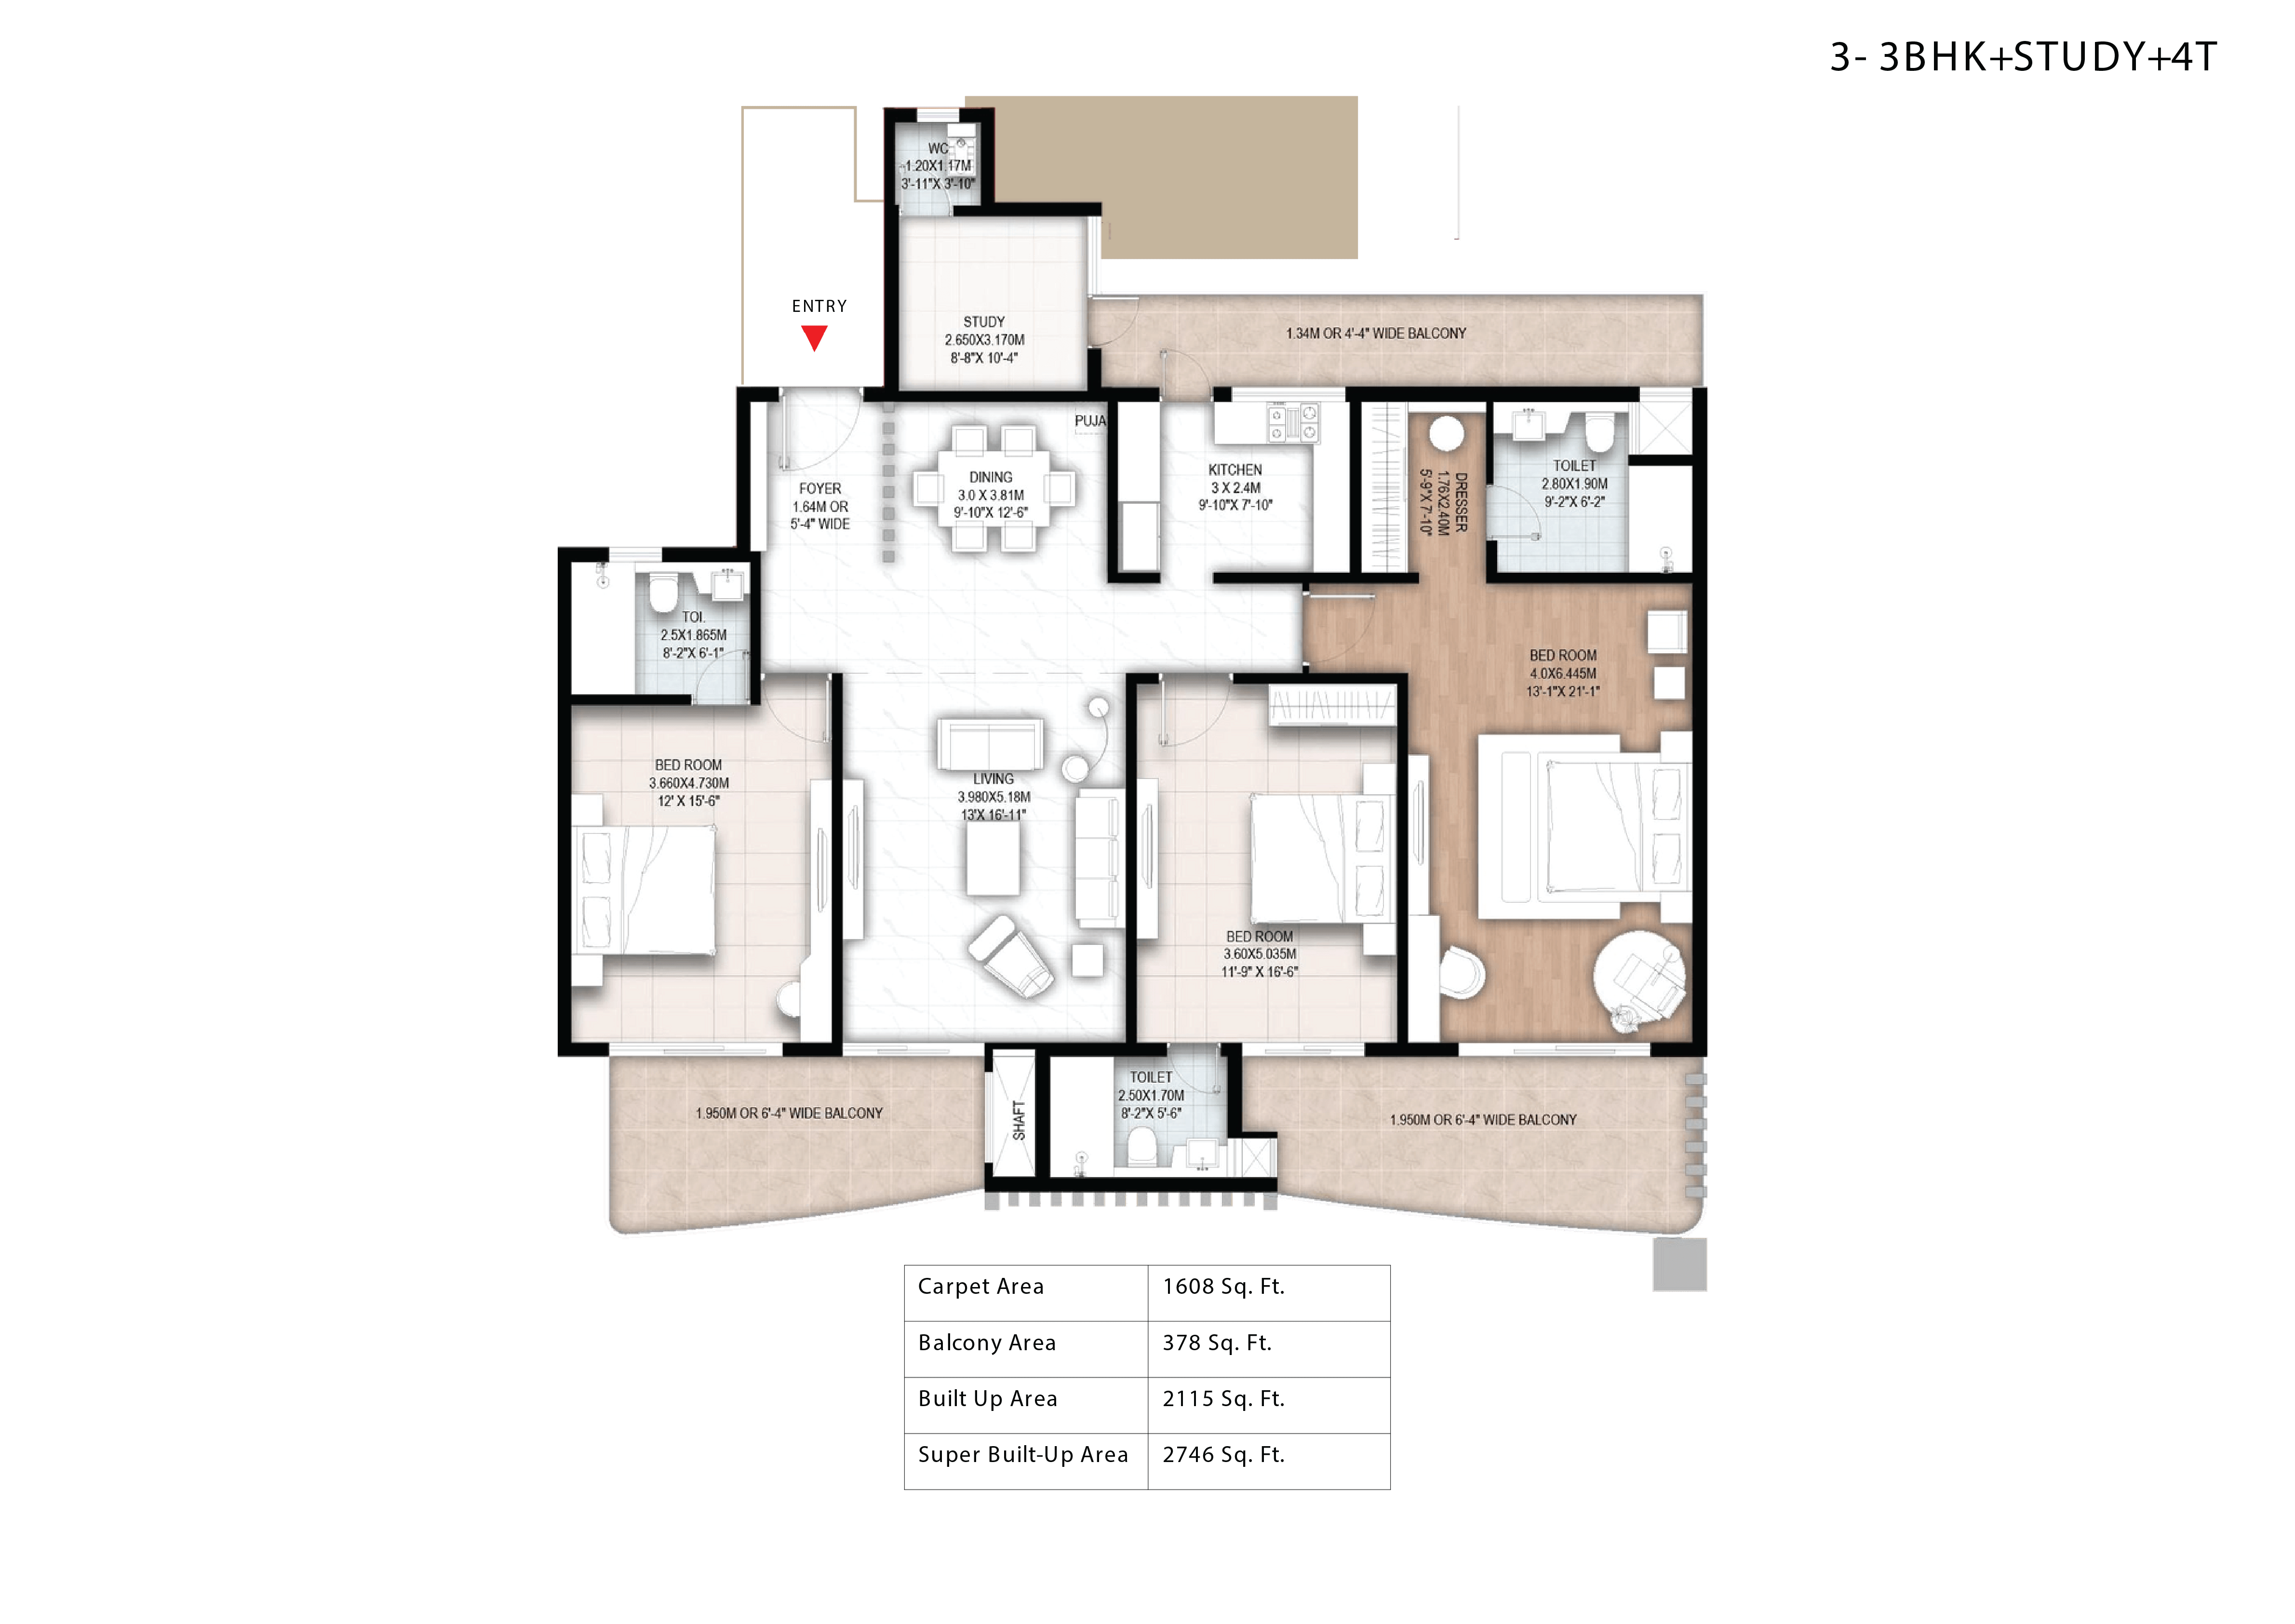 3- 3BHK+STUDY+4T
WC
1.20X1.17M
3'-11"X 3'-10"
ENTRY
STUDY
2.650X3.170M
8'-8"X 10'-4"
1.34M OR 4'-4" WIDE BALCONY
PUJA
FOYER
1.64M OR
5'-4" WIDE
DINING
3.0 X 3.81M
9'-10"X 12'-6"
KITCHEN
3 X 2.4M
9'-10"X 7'-10"
DRESSER
1.76X2.40M
5'-9"X 7'-10"
TOILET
2.80X1.90M
9'-2"X 6'-2"
TOI.
2.5X1.865M
8'-2"X 6'-1"
BED ROOM
4.0X6.445M
13'-1"X 21'-1"
BED ROOM
3.660X4.730M
12' X 15'-6"
LIVING
3.980X5.18M
13'X 16'-11"
BED ROOM
3.60X5.035M
11'-9" X 16'-6"
1.950M OR 6'-4" WIDE BALCONY
SHAFT
TOILET
2.50X1.70M
8'-2"X 5'-6"
1.950M OR 6'-4" WIDE BALCONY
Carpet Area 1608 Sq. Ft.
Balcony Area 378 Sq. Ft.
Built Up Area 2115 Sq. Ft.
Super Built-Up Area 2746 Sq. Ft.